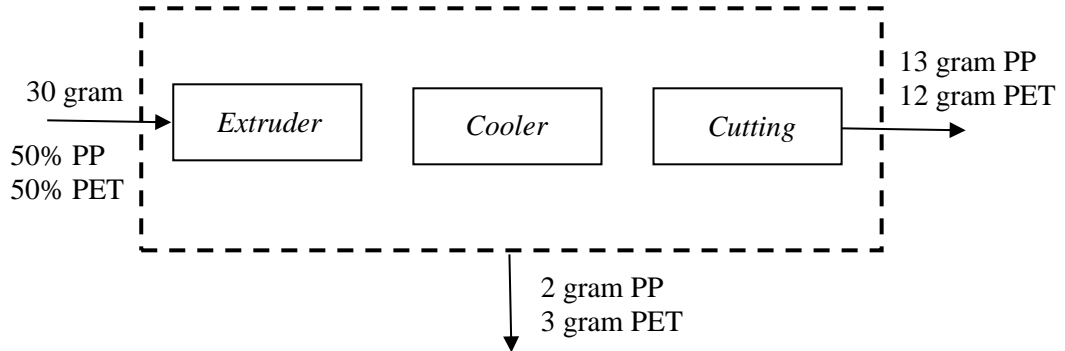 30 gram
50% PP
50% PET
Extruder
Cooler
Cutting
13 gram PP
12 gram PET
2 gram PP
3 gram PET